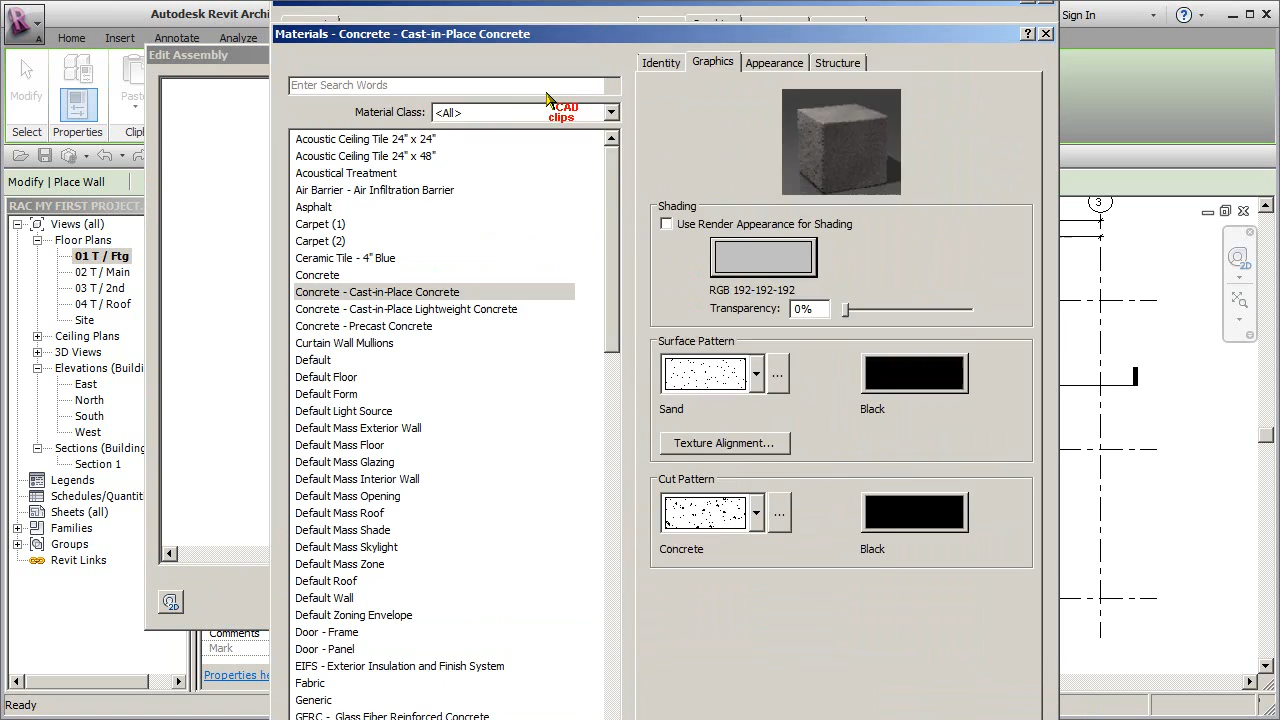 Autodesk Revit Archi
Sign In
Home
Insert
Annotate
Analyze
Materials - Concrete - Cast-in-Place Concrete
Edit Assembly
Modify
Paste
Select
Properties
Clipb
Modify | Place Wall
RAC MY FIRST PROJECT.
Views (all)
Floor Plans
01 T / Ftg
02 T / Main
03 T / 2nd
04 T / Roof
Site
Ceiling Plans
3D Views
Elevations (Buildi
East
North
South
West
Sections (Building
Section 1
Legends
Schedules/Quantit
Sheets (all)
Families
Groups
Revit Links
Ready
2D
Comments
Mark
Properties he
Enter Search Words
Material Class:
<All>
CAD
clips
Acoustic Ceiling Tile 24" x 24"
Acoustic Ceiling Tile 24" x 48"
Acoustical Treatment
Air Barrier - Air Infiltration Barrier
Asphalt
Carpet (1)
Carpet (2)
Ceramic Tile - 4" Blue
Concrete
Concrete - Cast-in-Place Concrete
Concrete - Cast-in-Place Lightweight Concrete
Concrete - Precast Concrete
Curtain Wall Mullions
Default
Default Floor
Default Form
Default Light Source
Default Mass Exterior Wall
Default Mass Floor
Default Mass Glazing
Default Mass Interior Wall
Default Mass Opening
Default Mass Roof
Default Mass Shade
Default Mass Skylight
Default Mass Zone
Default Roof
Default Wall
Default Zoning Envelope
Door - Frame
Door - Panel
EIFS - Exterior Insulation and Finish System
Fabric
Generic
GFRC - Glass Fiber Reinforced Concrete
Identity
Graphics
Appearance
Structure
Shading
Use Render Appearance for Shading
RGB 192-192-192
Transparency:
0%
Surface Pattern
...
Sand
Black
Texture Alignment...
Cut Pattern
...
Concrete
Black
3
2D